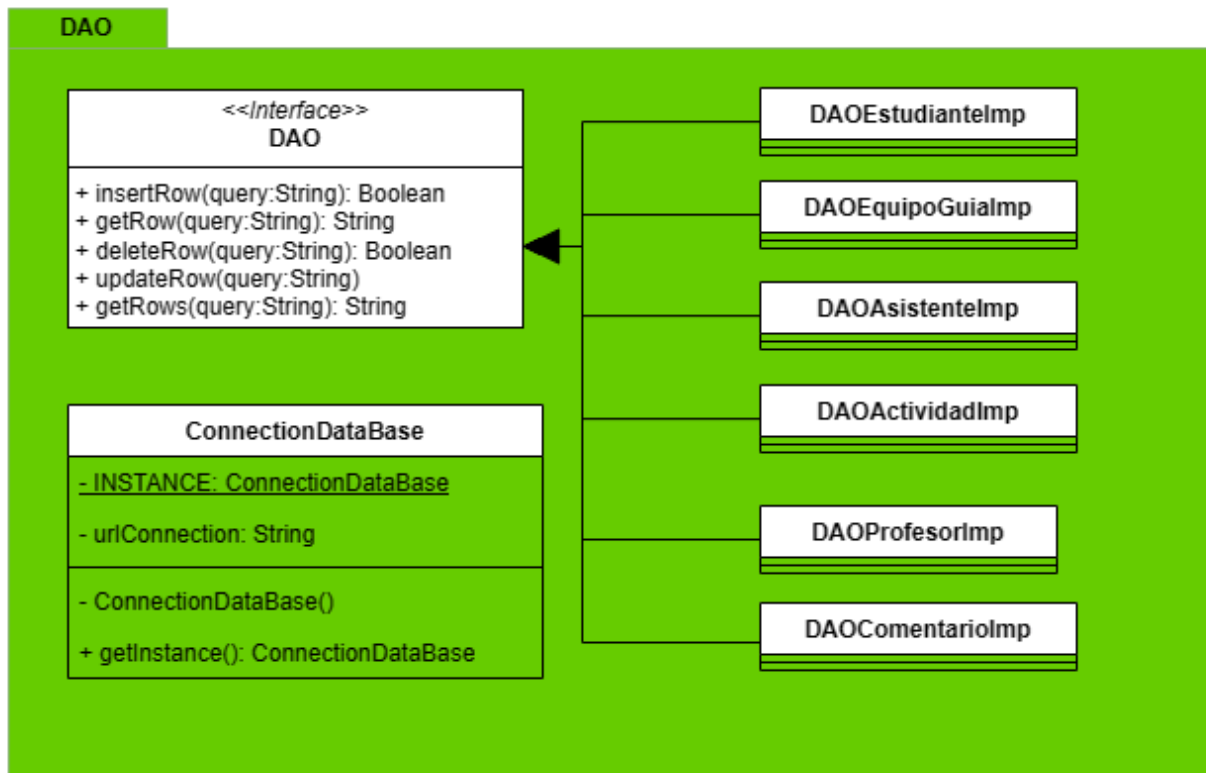 DAO
<<Interface>>
DAO
+ insertRow(query:String): Boolean
+ getRow(query:String): String
+ deleteRow(query:String): Boolean
+ updateRow(query:String)
+ getRows(query:String): String
ConnectionDataBase
- INSTANCE: ConnectionDataBase
- urlConnection: String
- ConnectionDataBase()
+ getInstance(): ConnectionDataBase
DAOEstudianteImp
DAOEquipoGuiaImp
DAOAsistenteImp
DAOActividadImp
DAOProfesorImp
DAOComentarioImp